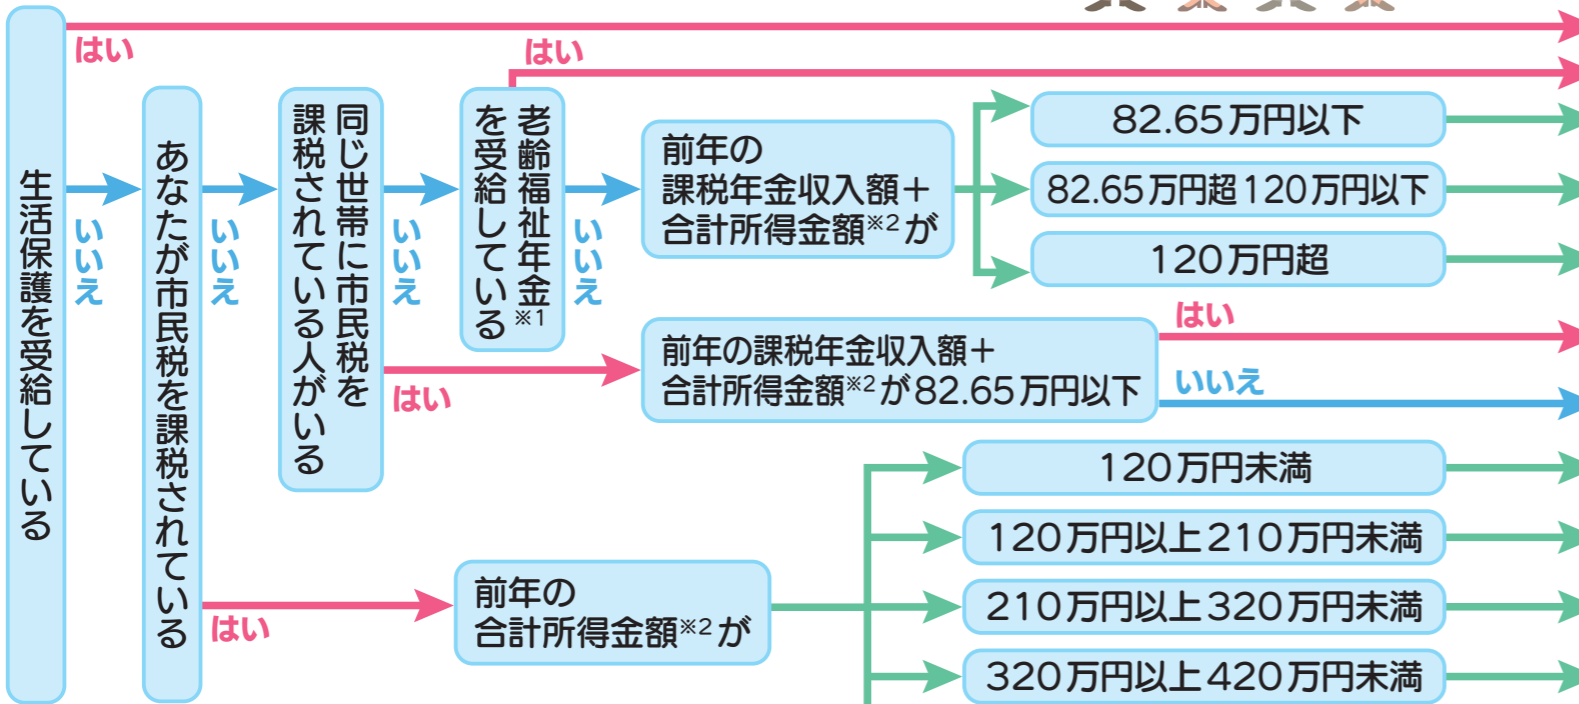 生活保護を受給している
はい
いいえ
あなたが市民税を課税されている
いいえ
はい
同じ世帯に市民税を
課税されている人がいる
いいえ
はい
老齢福祉年金※1
を受給している
はい
いいえ
前年の
課税年金収入額＋
合計所得金額※2が
82.65万円以下
82.65万円超120万円以下
120万円超
前年の課税年金収入額＋
合計所得金額※2が82.65万円以下
はい
いいえ
前年の
合計所得金額※2が
120万円未満
120万円以上210万円未満
210万円以上320万円未満
320万円以上420万円未満